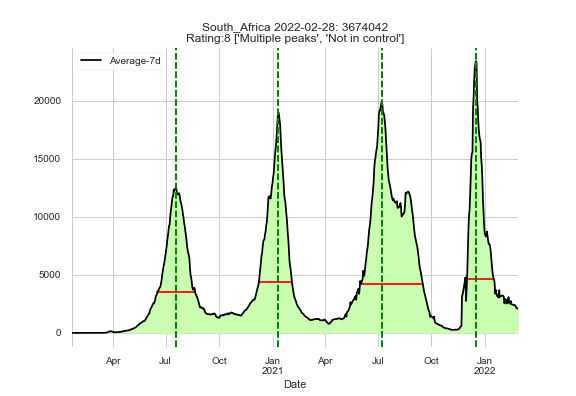 South_Africa 2022-02-28: 3674042
Rating:8 ['Multiple peaks', 'Not in control']
Average-7d
20000
15000
10000
5000
0
Apr Jul Oct Jan Apr Jul Oct Jan
2021 2022
Date